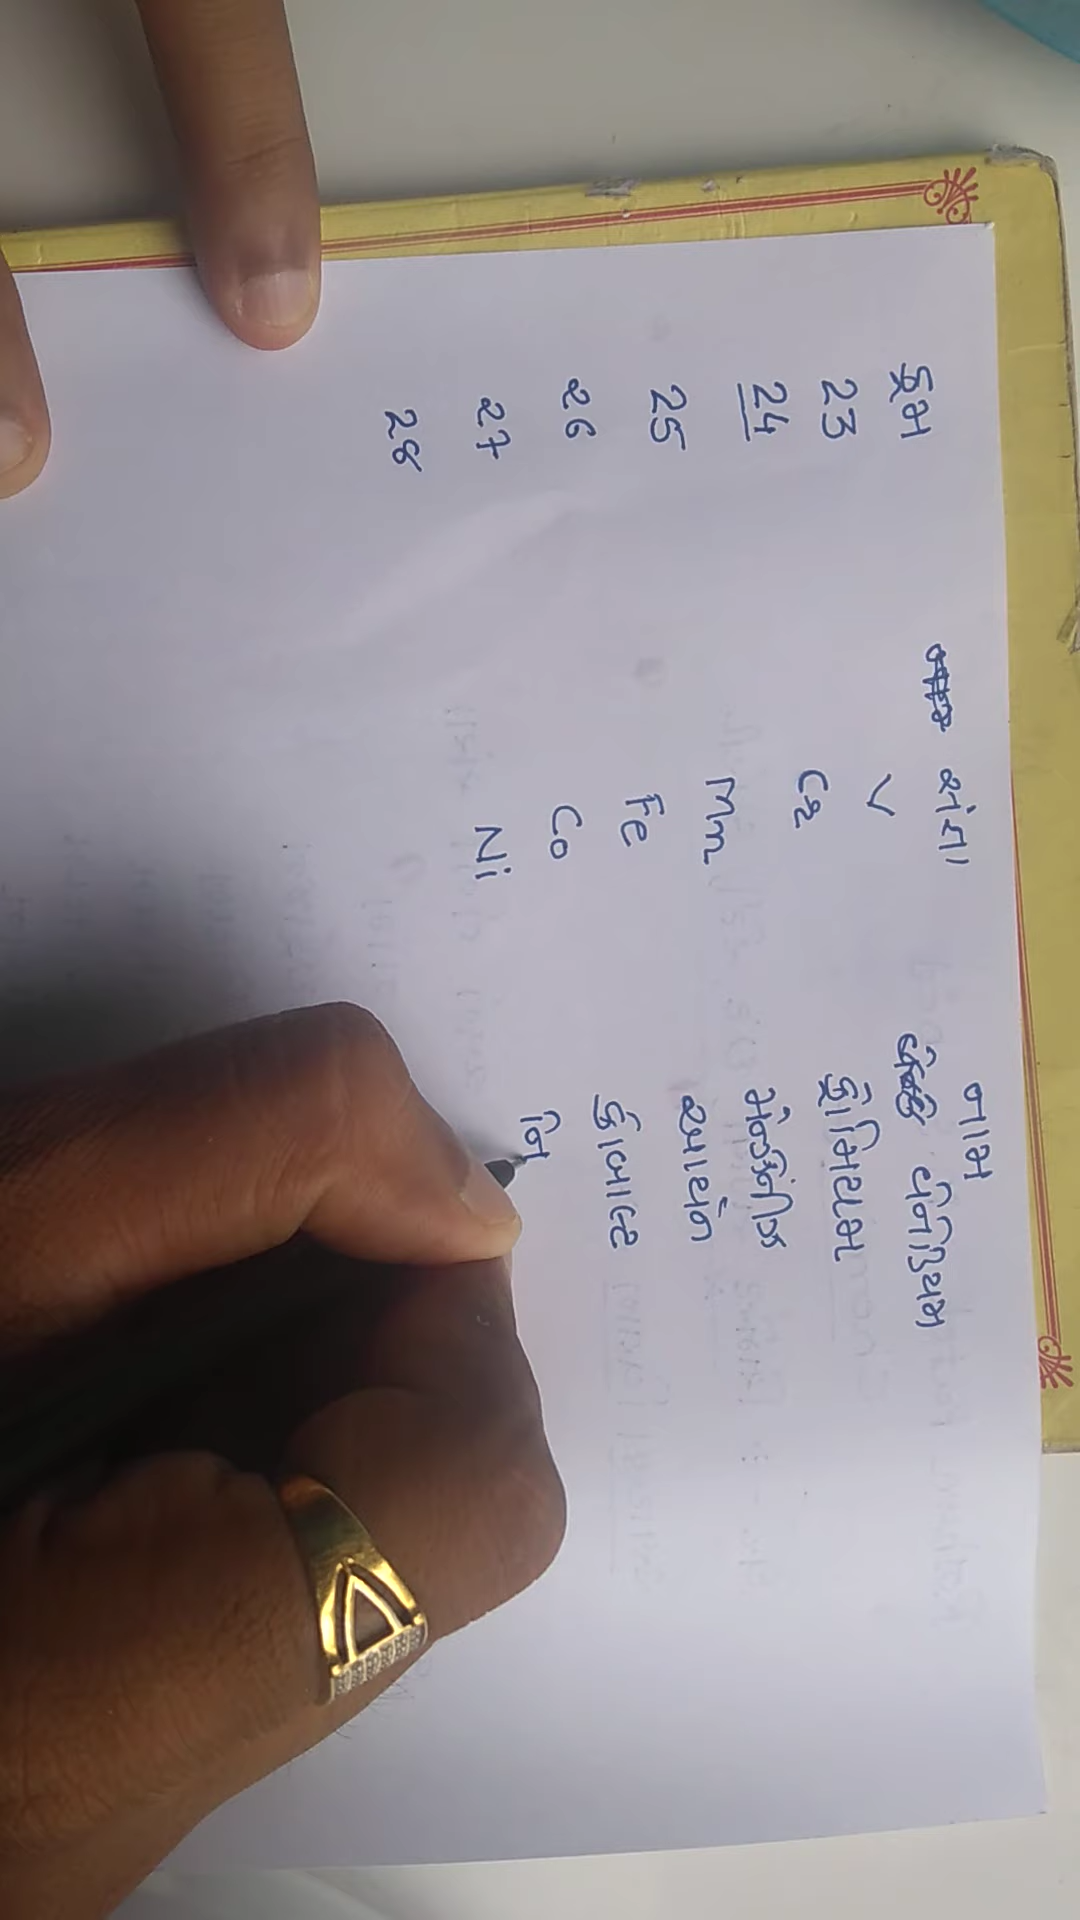 ક્રમ સંજ્ઞા નામ
23 V વેનેડિયમ
24 Cr ક્રોમિયમ
25 Mn મેન્ગેનીઝ
26 Fe આયર્ન
27 Co કોબાલ્ટ
28 Ni નિ